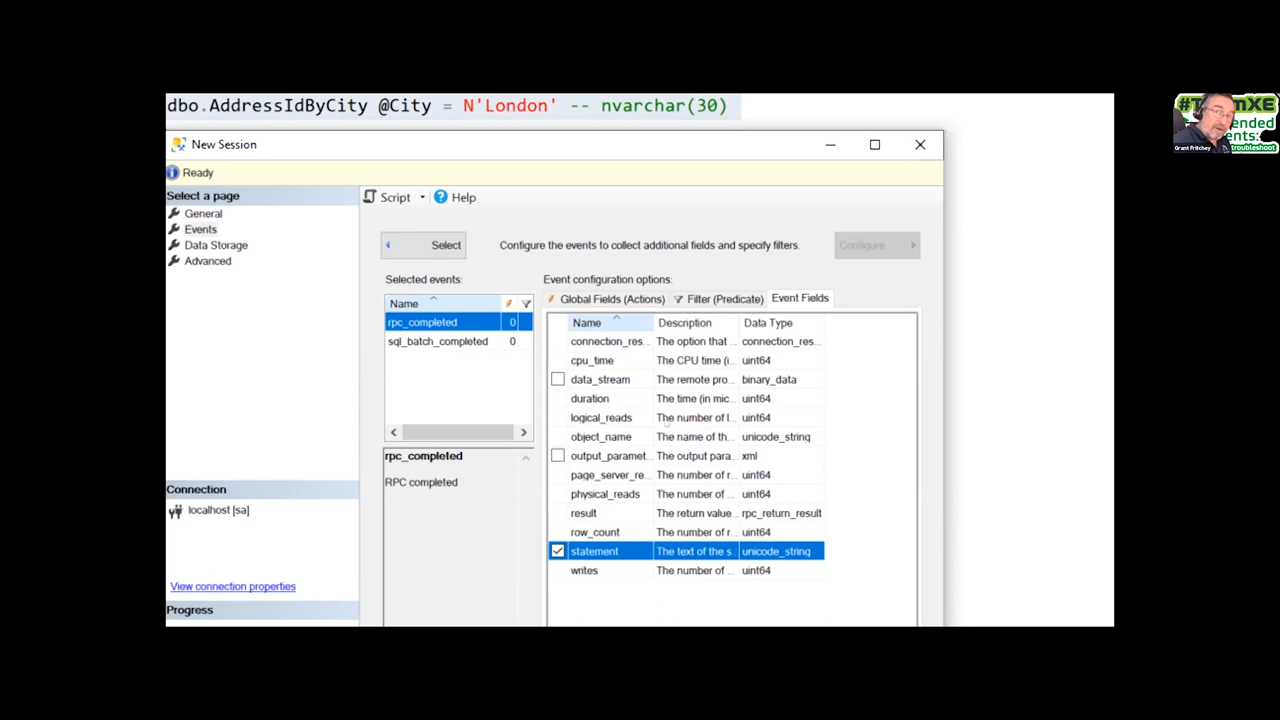 dbo.AddressIdByCity @City = N'London' -- nvarchar(30)
New Session
Ready
Select a page
General
Events
Data Storage
Advanced
Script
Help
Select
Configure the events to collect additional fields and specify filters.
Configure
Selected events:
Name
rpc_completed 0
sql_batch_completed 0
rpc_completed
RPC completed
Event configuration options:
Global Fields (Actions) Filter (Predicate) Event Fields
Name Description Data Type
connection_res... The option that ... connection_res...
cpu_time The CPU time (i... uint64
data_stream The remote pro... binary_data
duration The time (in mic... uint64
logical_reads The number of l... uint64
object_name The name of th... unicode_string
output_paramet... The output para... xml
page_server_re... The number of r... uint64
physical_reads The number of ... uint64
result The return value... rpc_return_result
row_count The number of r... uint64
statement The text of the s... unicode_string
writes The number of ... uint64
Connection
localhost [sa]
View connection properties
Progress
Grant Fritchey
troubleshoot